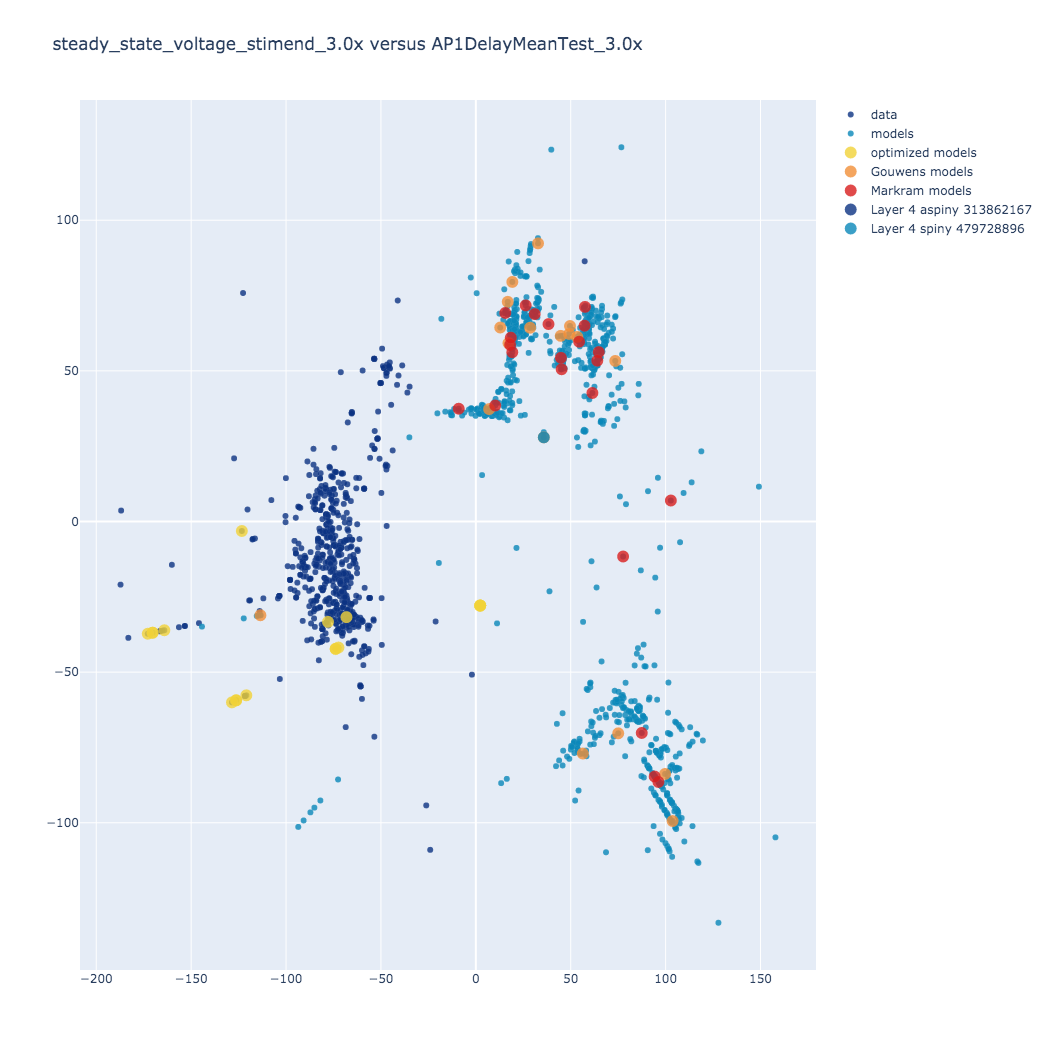 steady_state_voltage_stimend_3.0x versus AP1DelayMeanTest_3.0x
data
models
optimized models
Gouwens models
Markram models
Layer 4 aspiny 313862167
Layer 4 spiny 479728896
100
50
0
−50
−100
−200 −150 −100 −50 0 50 100 150